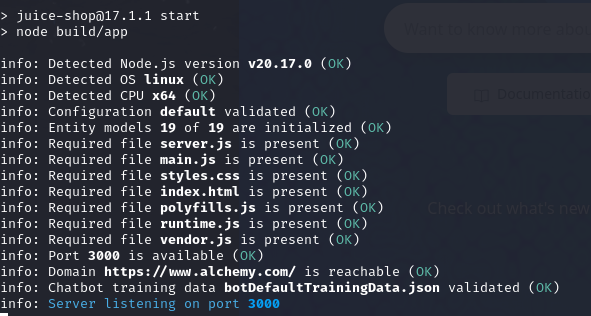 > juice-shop@17.1.1 start
> node build/app
info: Detected Node.js version v20.17.0 (OK)
info: Detected OS linux (OK)
info: Detected CPU x64 (OK)
info: Configuration default validated (OK)
info: Entity models 19 of 19 are initialized (OK)
info: Required file server.js is present (OK)
info: Required file main.js is present (OK)
info: Required file styles.css is present (OK)
info: Required file index.html is present (OK)
info: Required file polyfills.js is present (OK)
info: Required file runtime.js is present (OK)
info: Required file vendor.js is present (OK)
info: Port 3000 is available (OK)
info: Domain https://www.alchemy.com/ is reachable (OK)
info: Chatbot training data botDefaultTrainingData.json validated (OK)
info: Server listening on port 3000
Want to know more
Documentation
Check out what's new